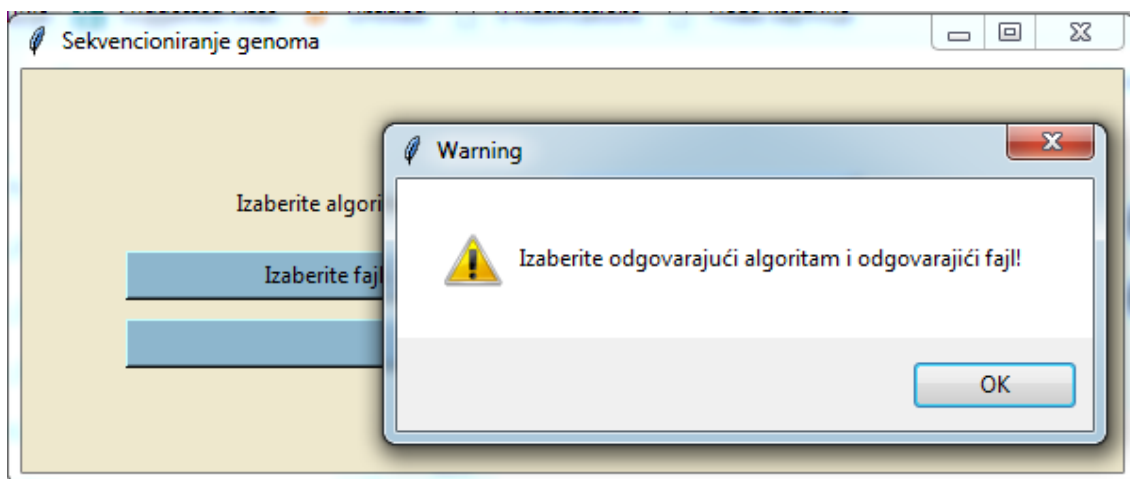 Sekvencioniranje genoma
Warning
Izaberite algori
Izaberite odgovarajući algoritam i odgovarajići fajl!
Izaberite fajl
OK